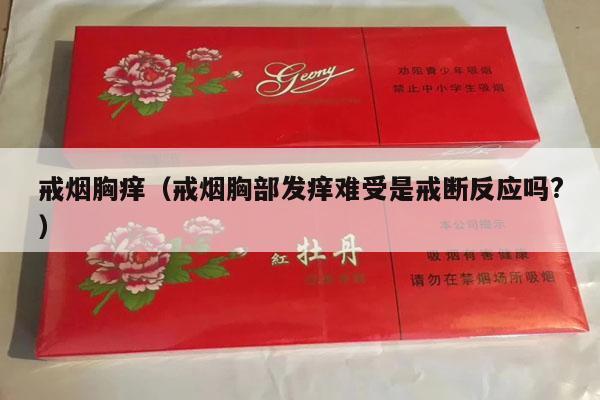 Geony
劝阻青少年吸烟
禁止中小学生吸烟
戒烟胸痒（戒烟胸部发痒难受是戒断反应吗?
）
本公司提示
紅 牡丹
吸烟有害健康
请勿在禁烟场所吸烟